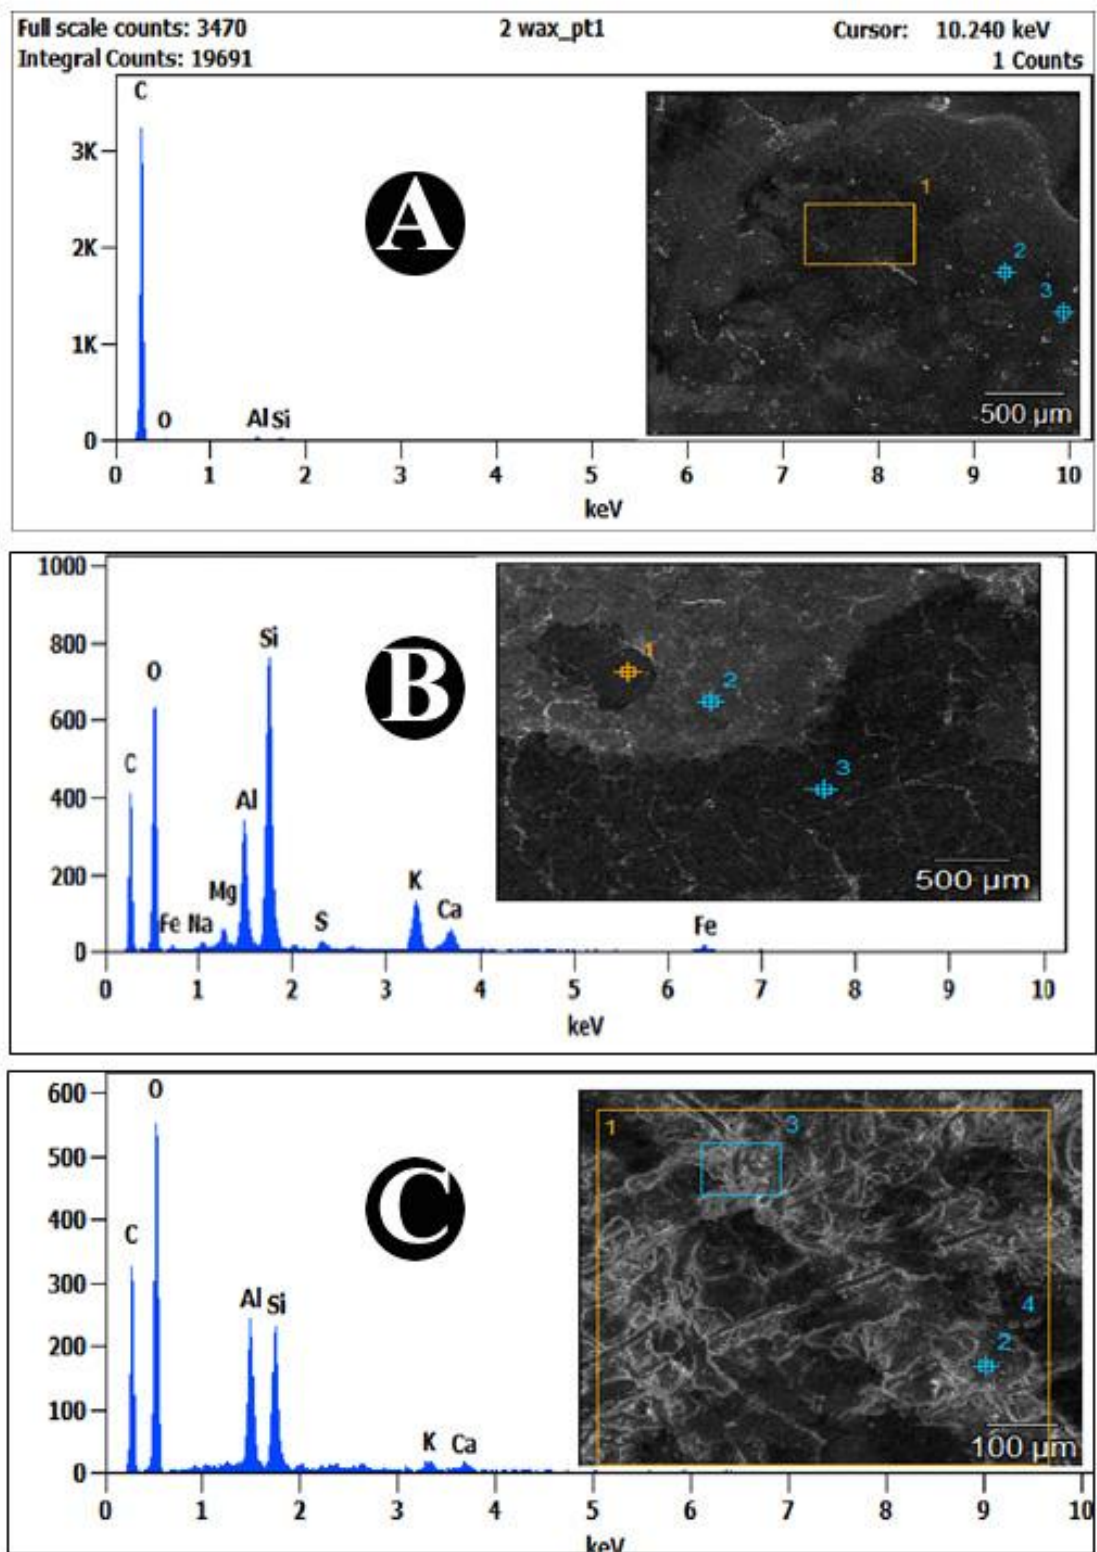 Full scale counts: 3470 2 wax_pt1 Cursor: 10.240 keV
Integral Counts: 19691 1 Counts
C
3K
2K
1K
0
O
Al Si
A
1
2
3
500 µm
0 1 2 3 4 5 6 7 8 9 10
keV
1000
800
600
400
200
0
C
O
Fe Na
Mg
Al
Si
S
K
Ca
Fe
B
1
2
3
500 µm
0 1 2 3 4 5 6 7 8 9 10
keV
600
500
400
300
200
100
0
C
O
Al Si
K Ca
C
1
3
4
2
100 µm
0 1 2 3 4 5 6 7 8 9 10
keV